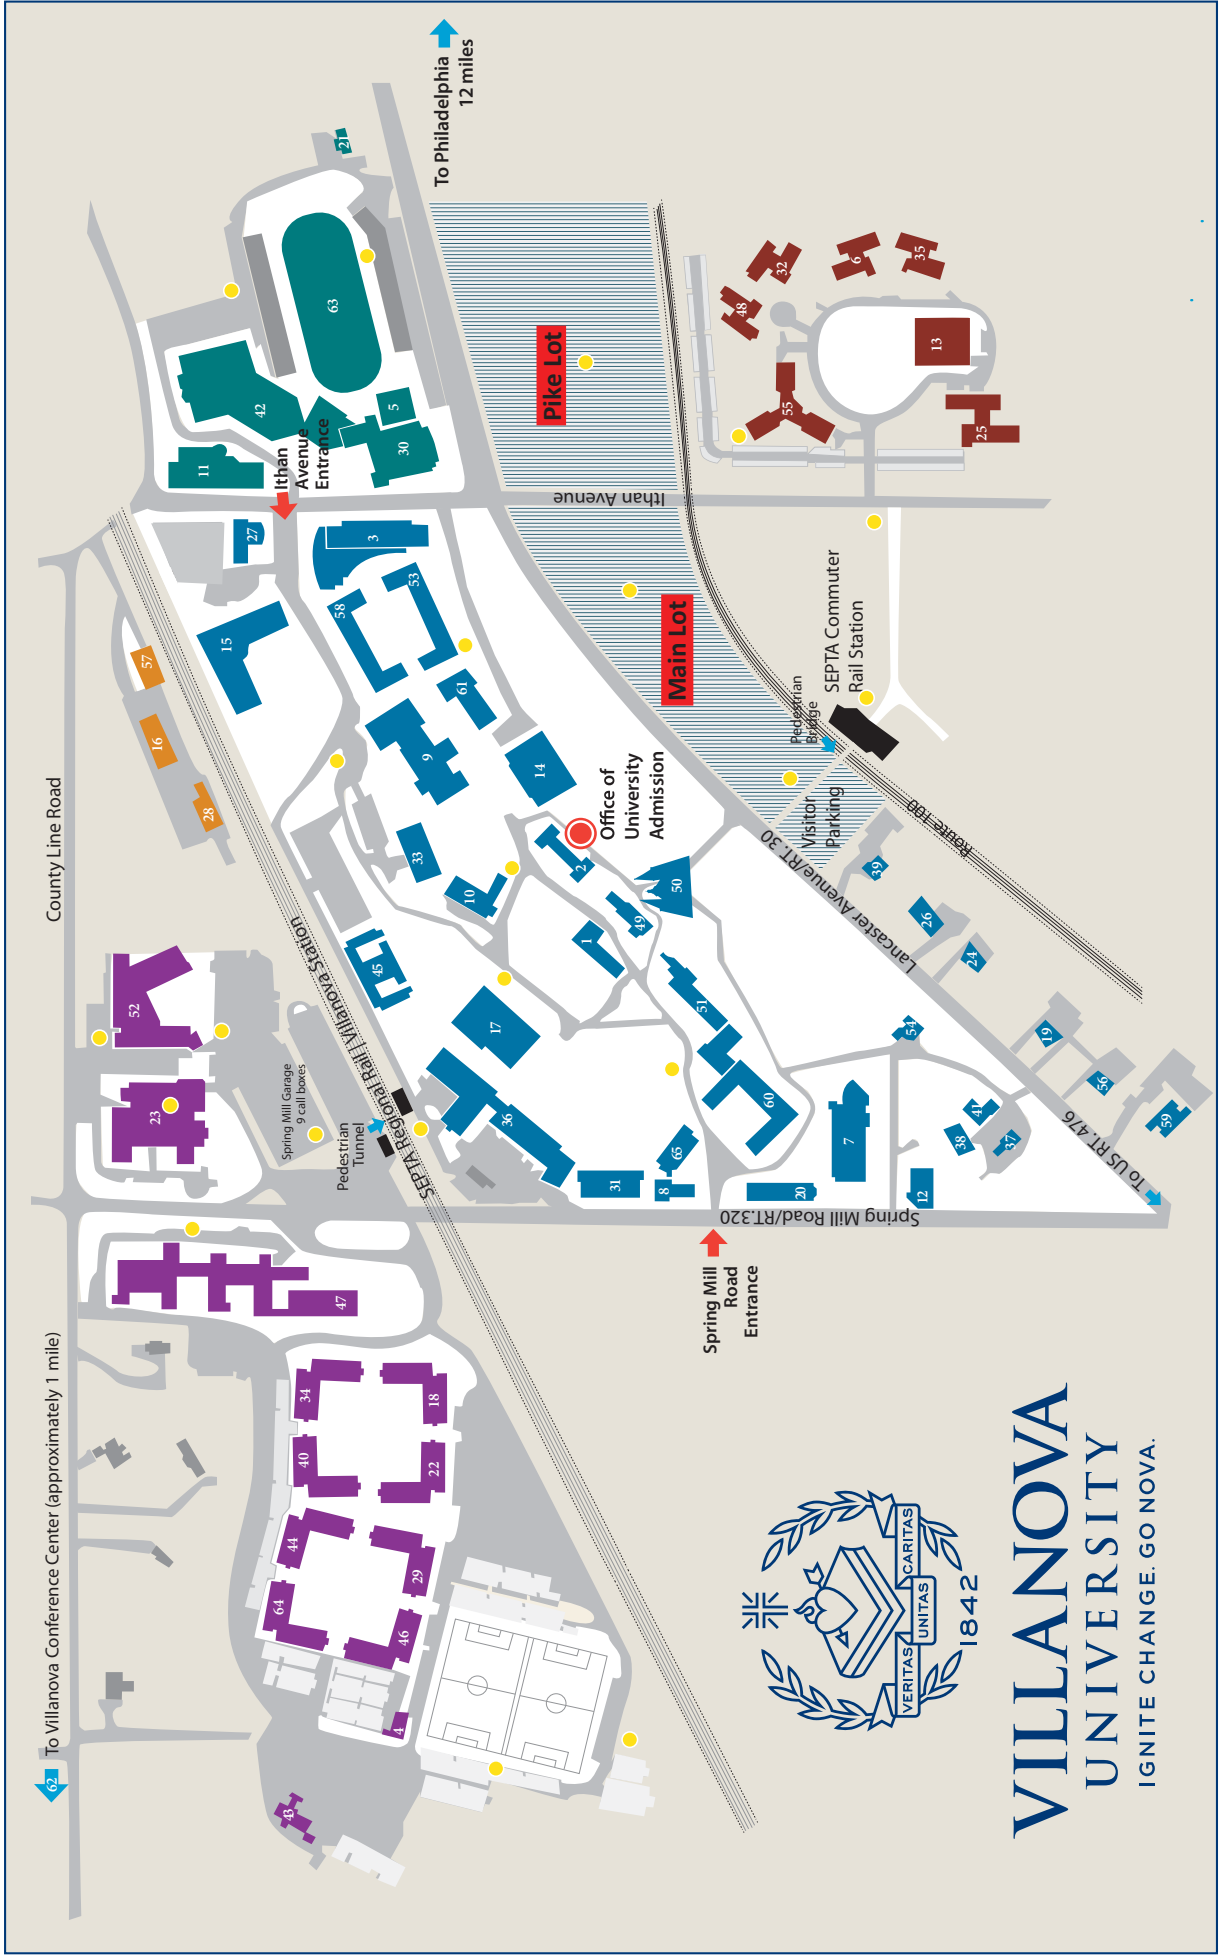 To Philadelphia
12 miles
21
63
42
11
5
30
Ithan
Avenue
Entrance
Pike Lot
Ithan Avenue
48
32
6
35
13
55
25
27
3
53
58
15
57
16
28
61
9
14
33
10
45
Main Lot
SEPTA Commuter
Rail Station
Pedestrian
Bridge
Visitor
Parking
Route 100
Office of
University
Admission
2
50
49
1
51
Lancaster Avenue/RT.30
39
26
24
19
56
59
54
41
38
37
To US RT.476
County Line Road
SEPTA Regional Rail | Villanova Station
52
23
Spring Mill Garage
9 call boxes
Pedestrian
Tunnel
17
36
31
65
8
60
7
20
12
Spring Mill Road/RT.320
Spring Mill
Road
Entrance
47
34
18
40
22
44
29
64
46
4
43
To Villanova Conference Center (approximately 1 mile)
62
VERITAS
UNITAS
CARITAS
1842
VILLANOVA
UNIVERSITY
IGNITE CHANGE. GO NOVA.